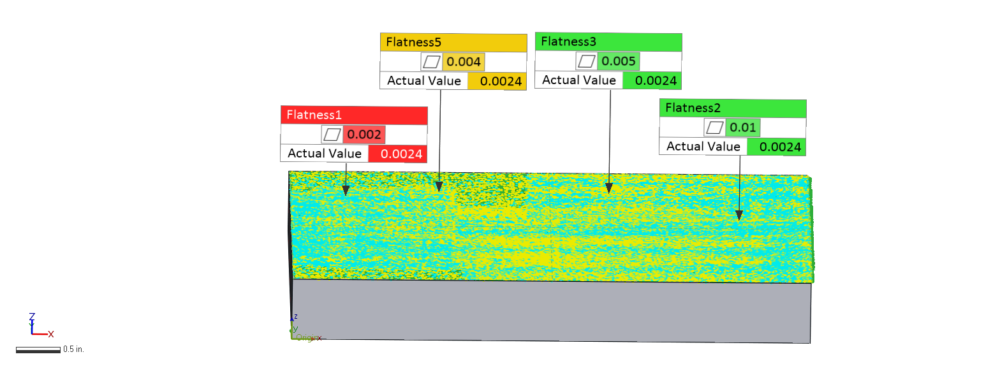 Flatness5
0.004
Actual Value 0.0024
Flatness3
0.005
Actual Value 0.0024
Flatness1
0.002
Actual Value 0.0024
Flatness2
0.01
Actual Value 0.0024
Z
Y
X
0.5 in.
z
y
Origin
x